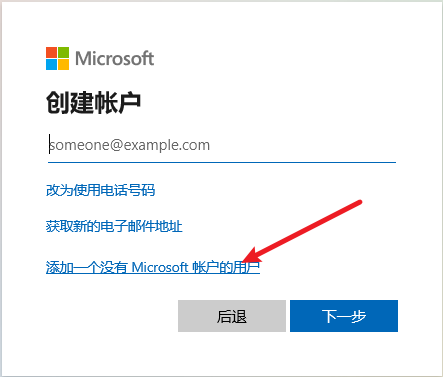 Microsoft
创建帐户
someone@example.com
改为使用电话号码
获取新的电子邮件地址
添加一个没有 Microsoft 帐户的用户
后退
下一步